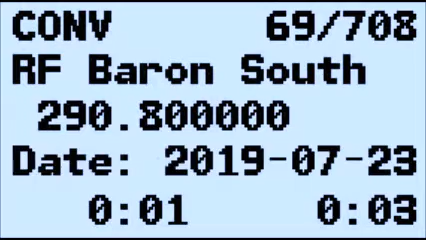 CONV 69/708
RF Baron South
290.800000
Date: 2019-07-23
0:01 0:03